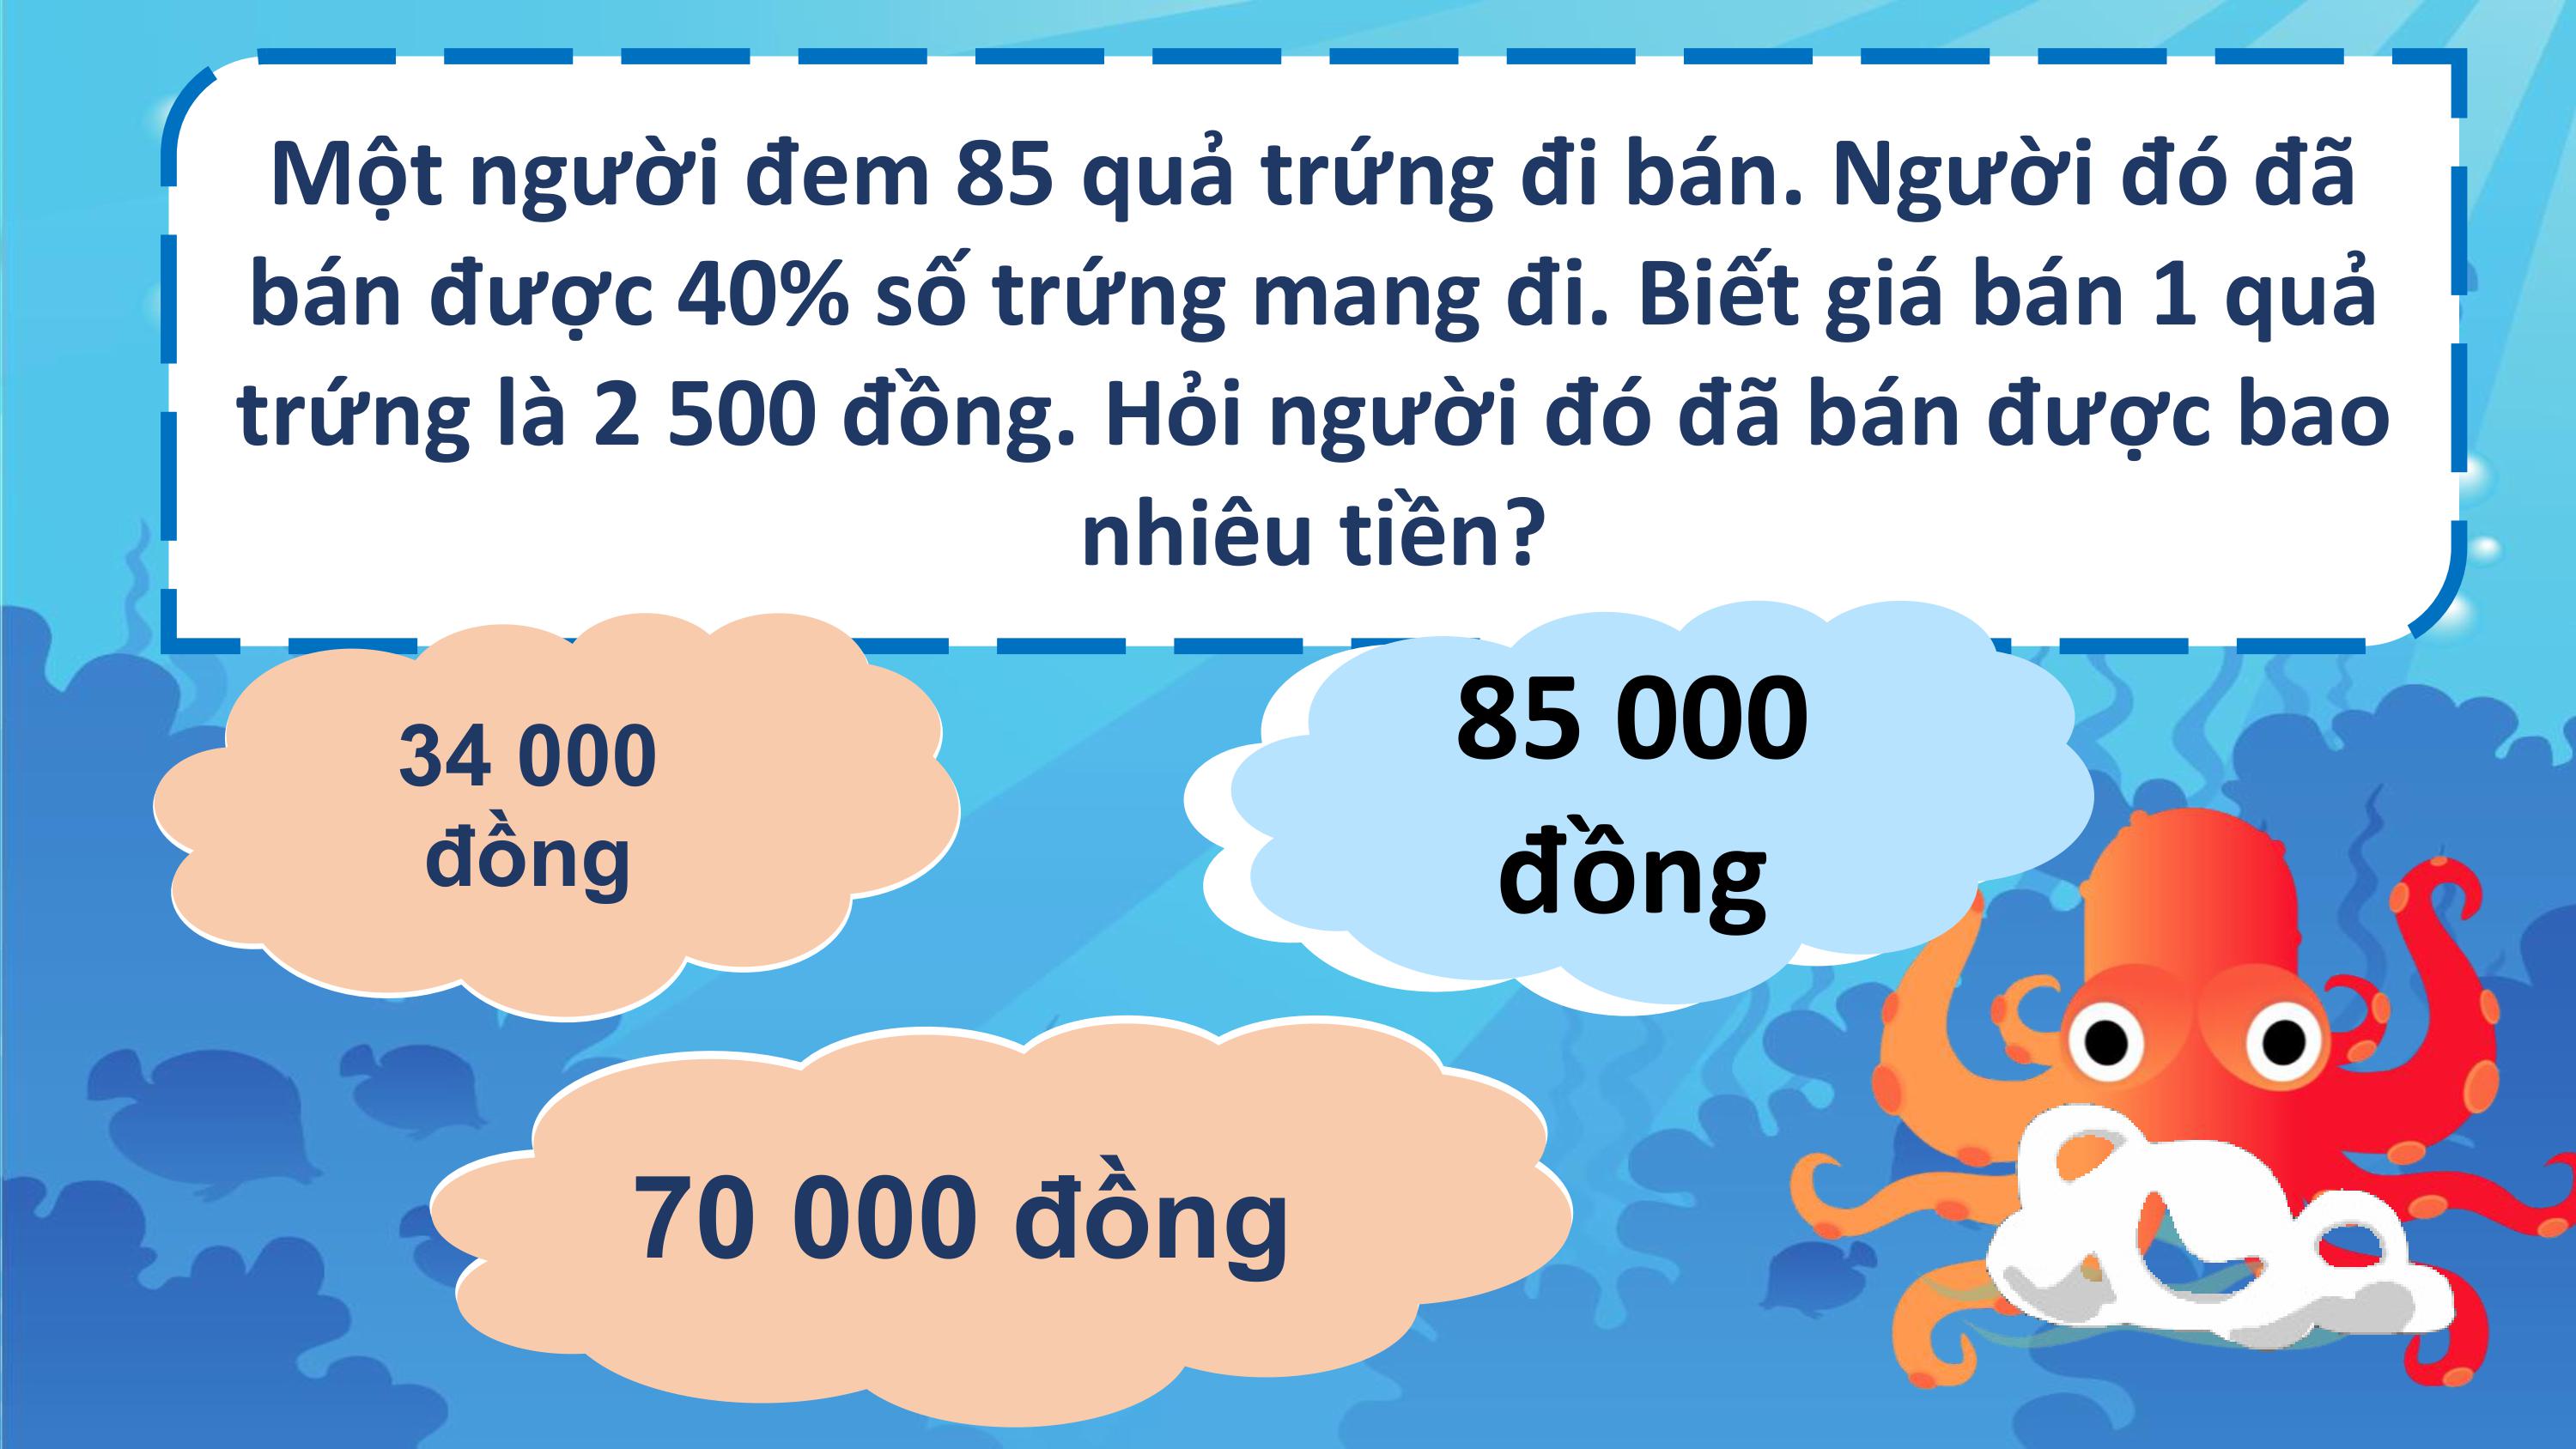 Một người đem 85 quả trứng đi bán. Người đó đã
bán được 40% số trứng mang đi. Biết giá bán 1 quả
trứng là 2 500 đồng. Hỏi người đó đã bán được bao
nhiêu tiền?
34 000
đồng
85 000
đồng
70 000 đồng